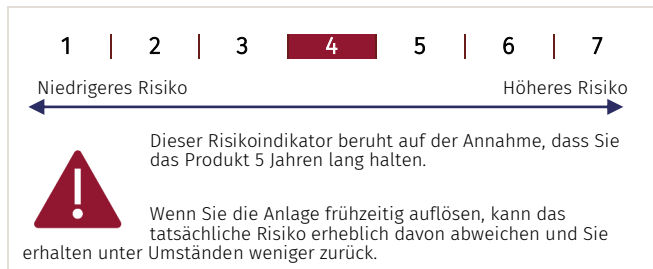 1 | 2 | 3 | 4 | 5 | 6 | 7
Niedrigeres Risiko Höheres Risiko
Dieser Risikoindikator beruht auf der Annahme, dass Sie
das Produkt 5 Jahren lang halten.
Wenn Sie die Anlage frühzeitig auflösen, kann das
tatsächliche Risiko erheblich davon abweichen und Sie
erhalten unter Umständen weniger zurück.